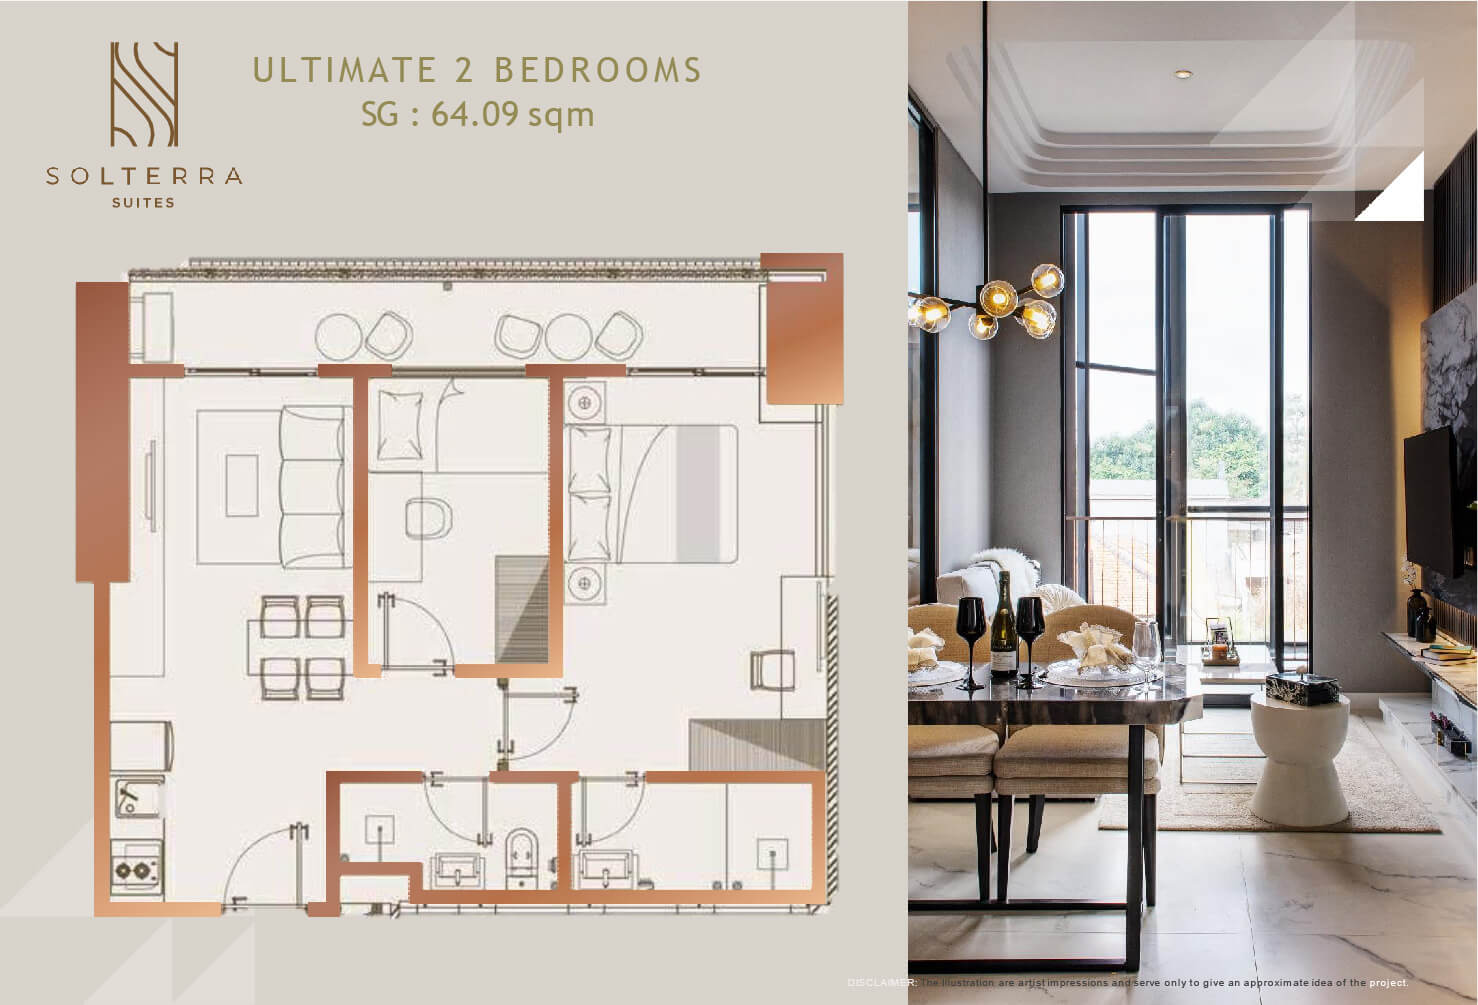 ULTIMATE 2 BEDROOMS
SG : 64.09 sqm
SOLTERRA
SUITES
DISCLAIMER: The Illustration are artist impressions and serve only to give an approximate idea of the project.